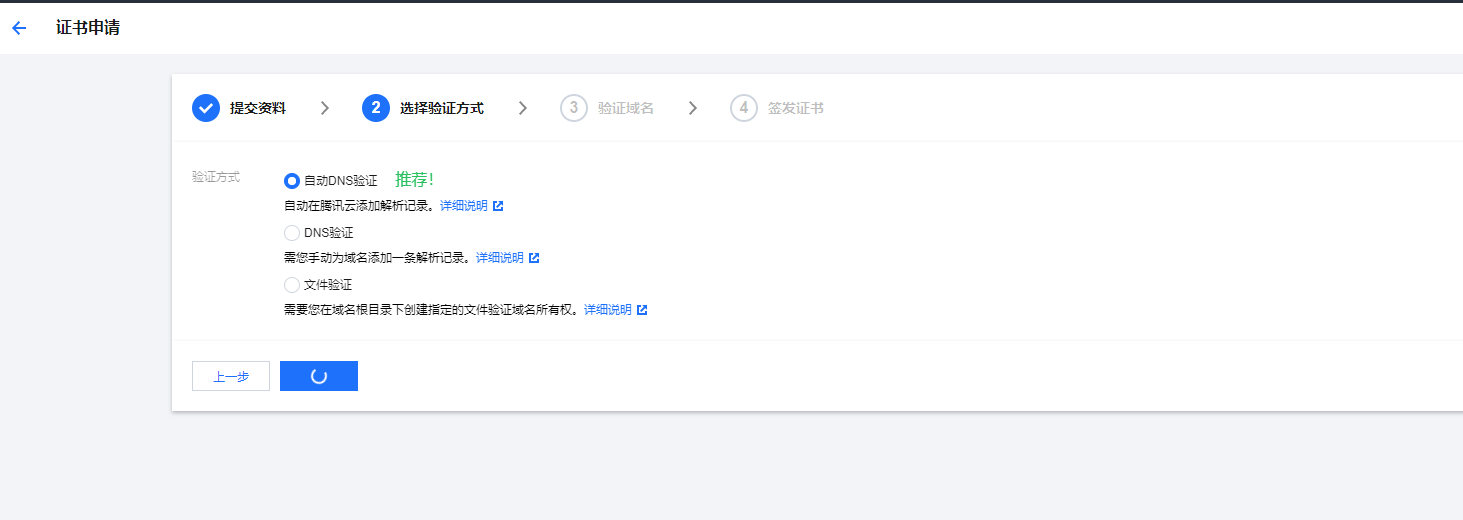 证书申请
提交资料 2 选择验证方式 3 验证域名 4 签发证书
验证方式 自动DNS验证 推荐!
自动在腾讯云添加解析记录。详细说明
DNS验证
需您手动为域名添加一条解析记录。详细说明
文件验证
需要您在域名根目录下创建指定的文件验证域名所有权。详细说明
上一步